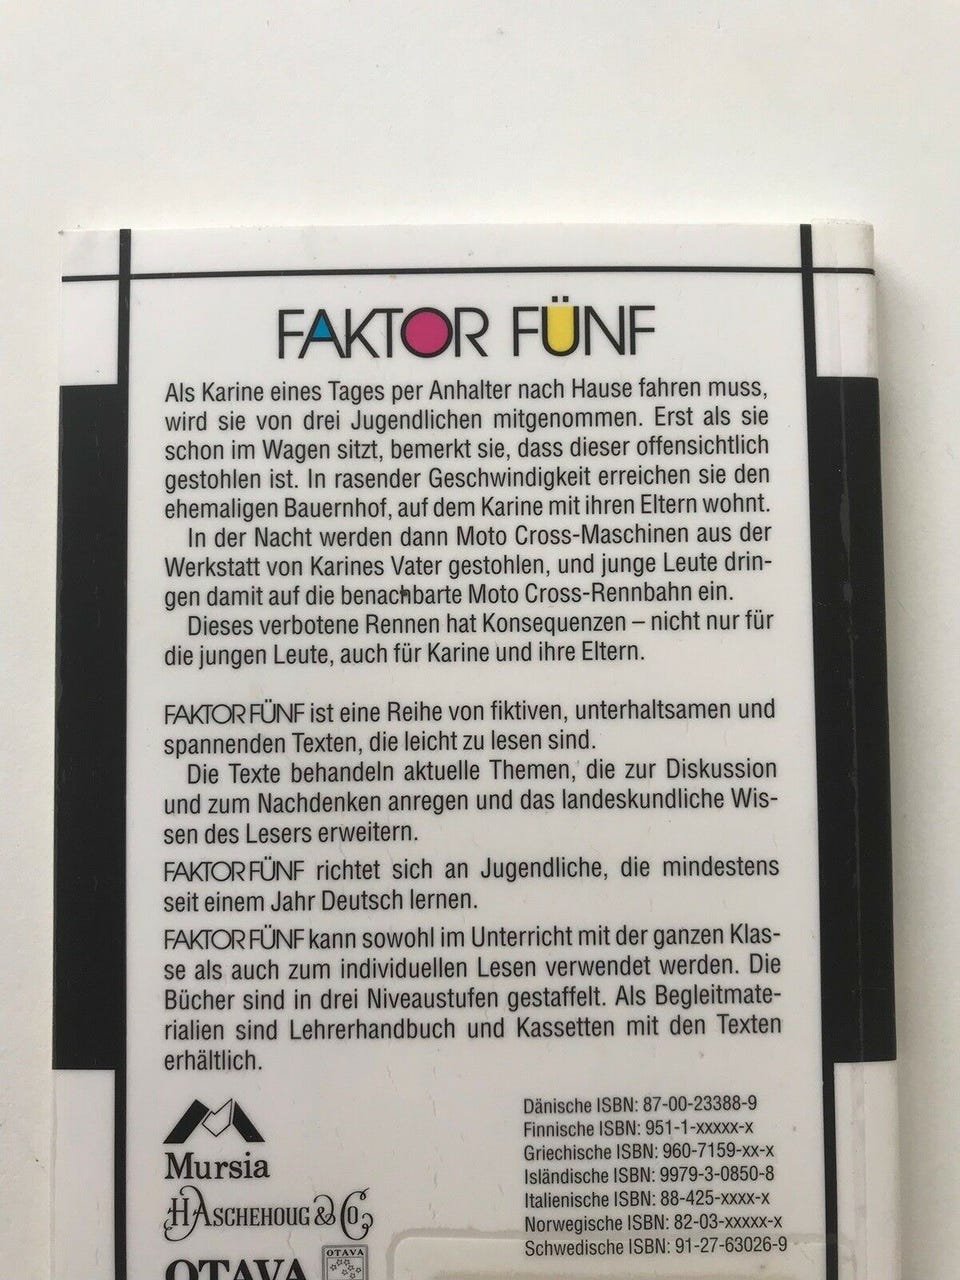 FAKTOR FÜNF
Als Karine eines Tages per Anhalter nach Hause fahren muss,
wird sie von drei Jugendlichen mitgenommen. Erst als sie
schon im Wagen sitzt, bemerkt sie, dass dieser offensichtlich
gestohlen ist. In rasender Geschwindigkeit erreichen sie den
ehemaligen Bauernhof, auf dem Karine mit ihren Eltern wohnt.
In der Nacht werden dann Moto Cross-Maschinen aus der
Werkstatt von Karines Vater gestohlen, und junge Leute drin-
gen damit auf die benachbarte Moto Cross-Rennbahn ein.
Dieses verbotene Rennen hat Konsequenzen – nicht nur für
die jungen Leute, auch für Karine und ihre Eltern.
FAKTOR FÜNF ist eine Reihe von fiktiven, unterhaltsamen und
spannenden Texten, die leicht zu lesen sind.
Die Texte behandeln aktuelle Themen, die zur Diskussion
und zum Nachdenken anregen und das landeskundliche Wis-
sen des Lesers erweitern.
FAKTOR FÜNF richtet sich an Jugendliche, die mindestens
seit einem Jahr Deutsch lernen.
FAKTOR FÜNF kann sowohl im Unterricht mit der ganzen Klas-
se als auch zum individuellen Lesen verwendet werden. Die
Bücher sind in drei Niveaustufen gestaffelt. Als Begleitmate-
rialien sind Lehrerhandbuch und Kassetten mit den Texten
erhältlich.
Mursia
H. ASCHEHOUG & Co.
OTAVA
OTAVA
Dänische ISBN: 87-00-23388-9
Finnische ISBN: 951-1-xxxxx-x
Griechische ISBN: 960-7159-xx-x
Isländische ISBN: 9979-3-0850-8
Italienische ISBN: 88-425-xxxx-x
Norwegische ISBN: 82-03-xxxxx-x
Schwedische ISBN: 91-27-63026-9